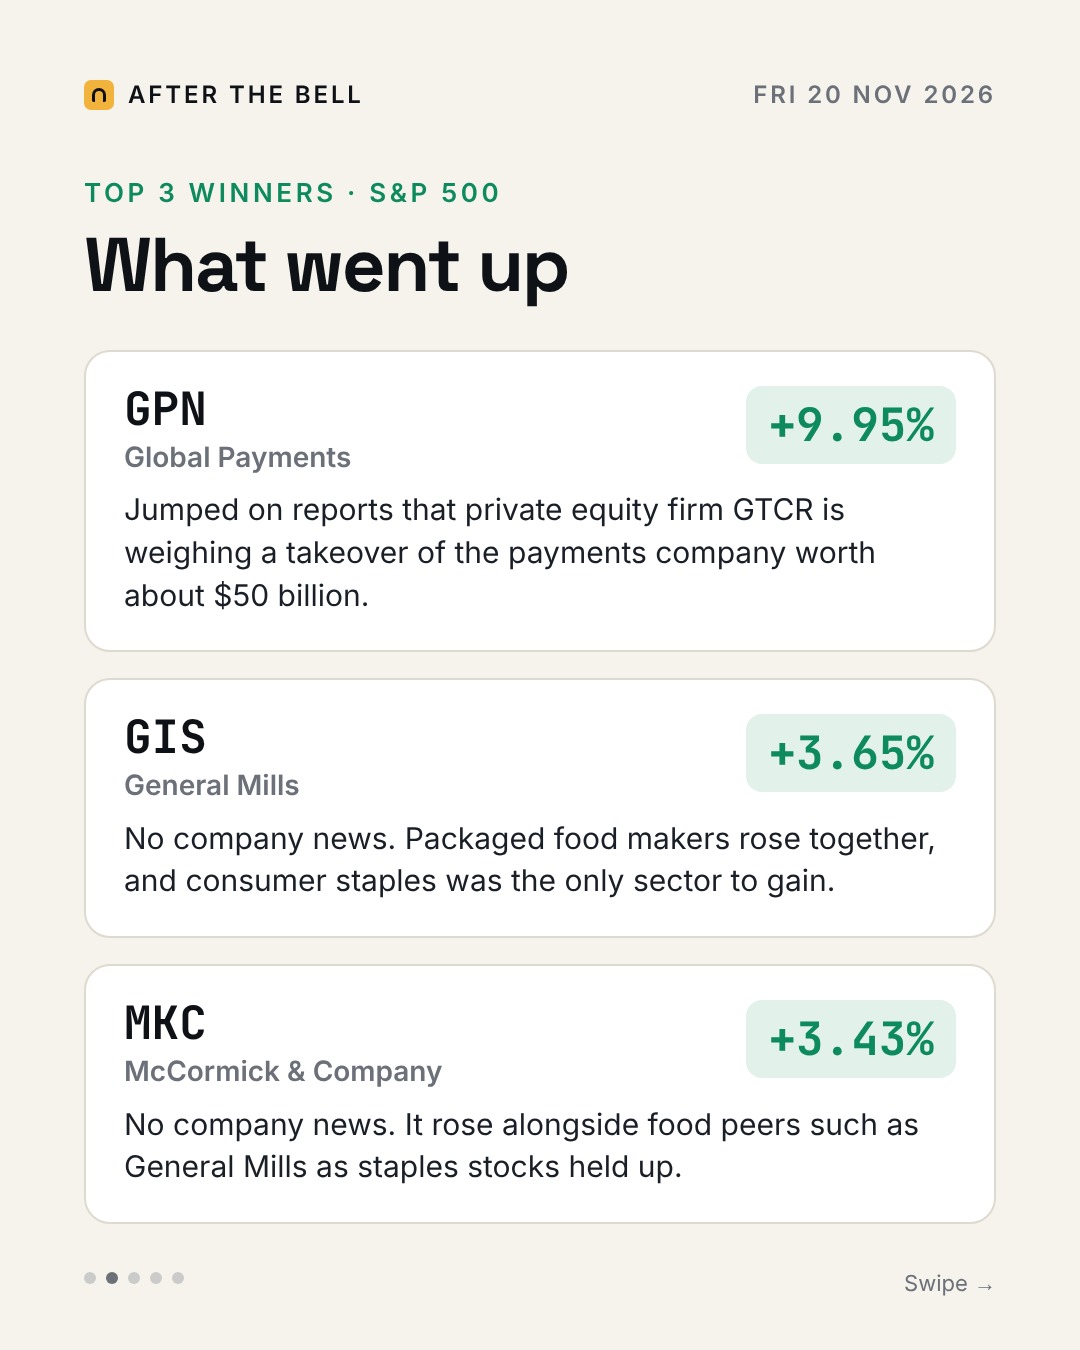 AFTER THE BELL
FRI 20 NOV 2026
TOP 3 WINNERS · S&P 500
What went up
GPN
+9.95%
Global Payments
Jumped on reports that private equity firm GTCR is
weighing a takeover of the payments company worth
about $50 billion.
GIS
+3.65%
General Mills
No company news. Packaged food makers rose together,
and consumer staples was the only sector to gain.
MKC
+3.43%
McCormick & Company
No company news. It rose alongside food peers such as
General Mills as staples stocks held up.
Swipe →